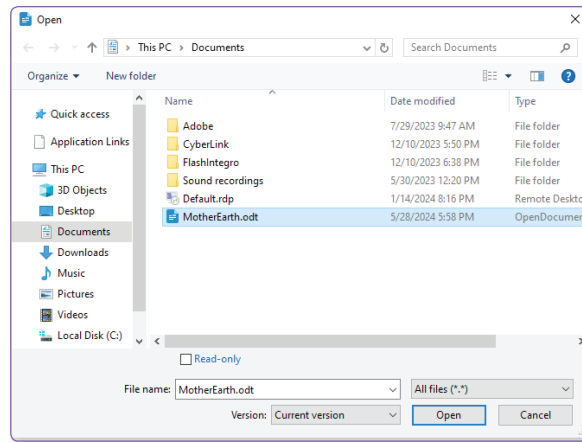 Open
This PC > Documents
Search Documents
Organize
New folder
Name
Date modified
Type
Quick access
Application Links
This PC
3D Objects
Desktop
Documents
Downloads
Music
Pictures
Videos
Local Disk (C:)
Adobe 7/29/2023 9:47 AM File folder
CyberLink 12/10/2023 5:50 PM File folder
FlashIntegro 12/10/2023 6:38 PM File folder
Sound recordings 5/30/2023 12:20 PM File folder
Default.rdp 1/14/2024 8:16 PM Remote Deskto
MotherEarth.odt 5/28/2024 5:58 PM OpenDocumen
Read-only
File name: MotherEarth.odt All files (*.*)
Version: Current version Open Cancel